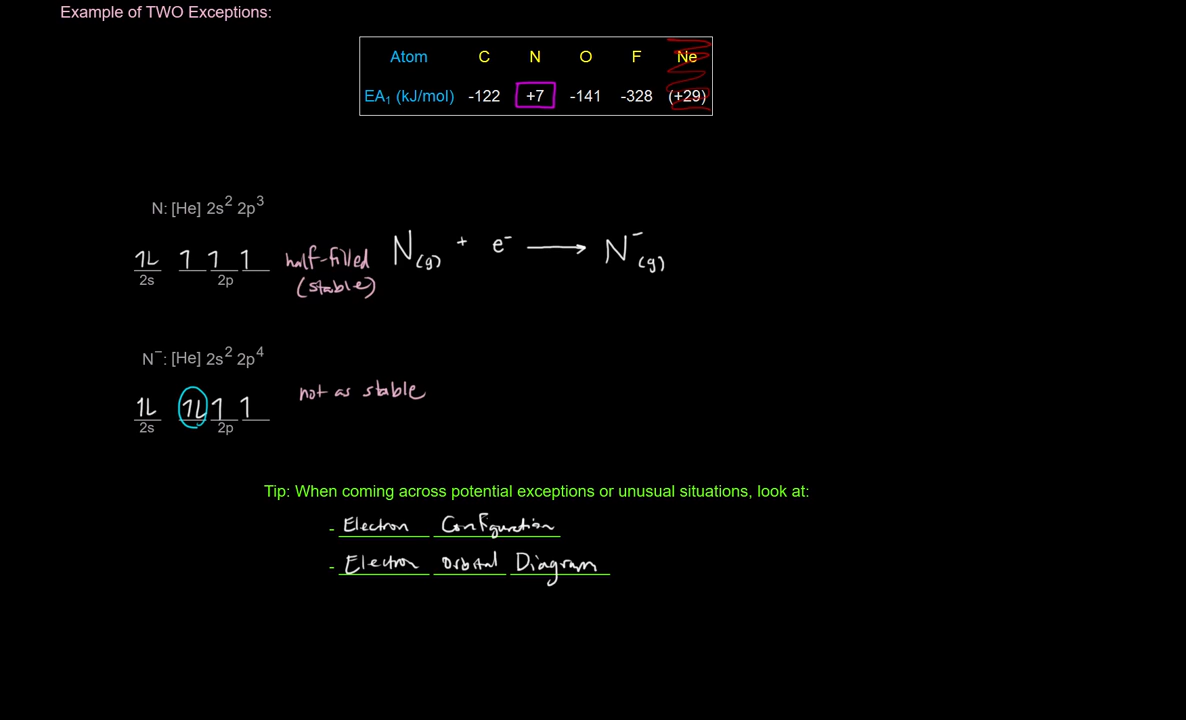 Example of TWO Exceptions:
Atom C N O F Ne
EA₁ (kJ/mol) -122 +7 -141 -328 (+29)
N: [He] 2s² 2p³
1L 1 1 1 half-filled N(g) + e⁻ → N⁻(g)
2s 2p (stable)
N⁻: [He] 2s² 2p⁴
not as stable
1L 1L 1 1
2s 2p
Tip: When coming across potential exceptions or unusual situations, look at:
- Electron Configuration
- Electron Orbital Diagram